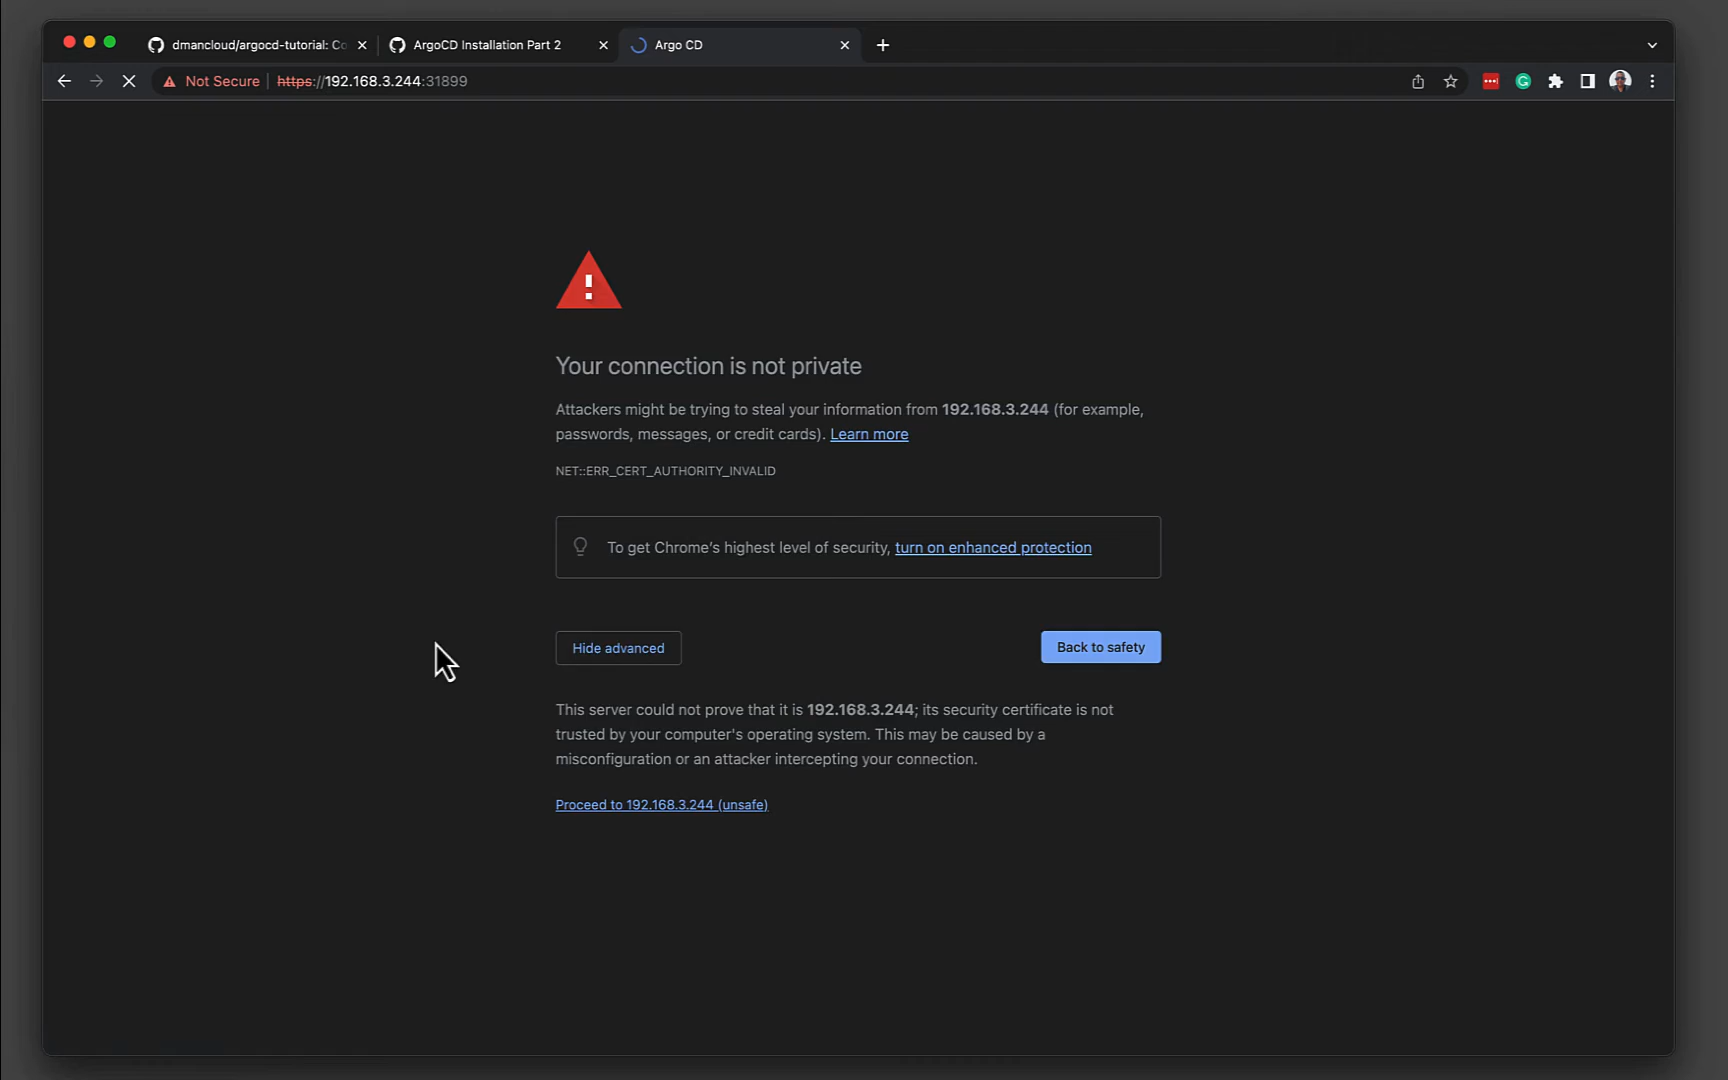 dmancloud/argocd-tutorial: Co
ArgoCD Installation Part 2
Argo CD
Not Secure
https://192.168.3.244:31899
Your connection is not private
Attackers might be trying to steal your information from 192.168.3.244 (for example,
passwords, messages, or credit cards). Learn more
NET::ERR_CERT_AUTHORITY_INVALID
To get Chrome's highest level of security, turn on enhanced protection
Hide advanced
Back to safety
This server could not prove that it is 192.168.3.244; its security certificate is not
trusted by your computer's operating system. This may be caused by a
misconfiguration or an attacker intercepting your connection.
Proceed to 192.168.3.244 (unsafe)